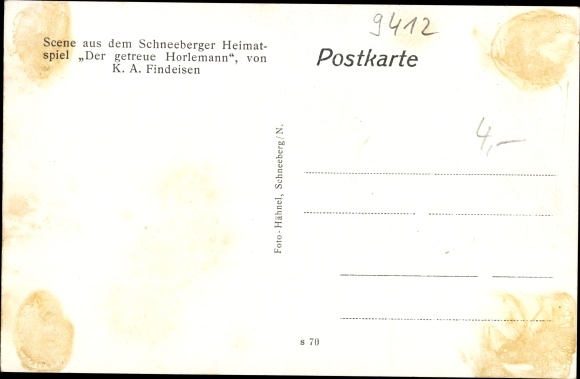 9412
Scene aus dem Schneeberger Heimat-
spiel „Der getreue Horlemann“, von
K. A. Findeisen
Postkarte
4,-
Foto-Hähnel, Schneeberg/N.
s 70